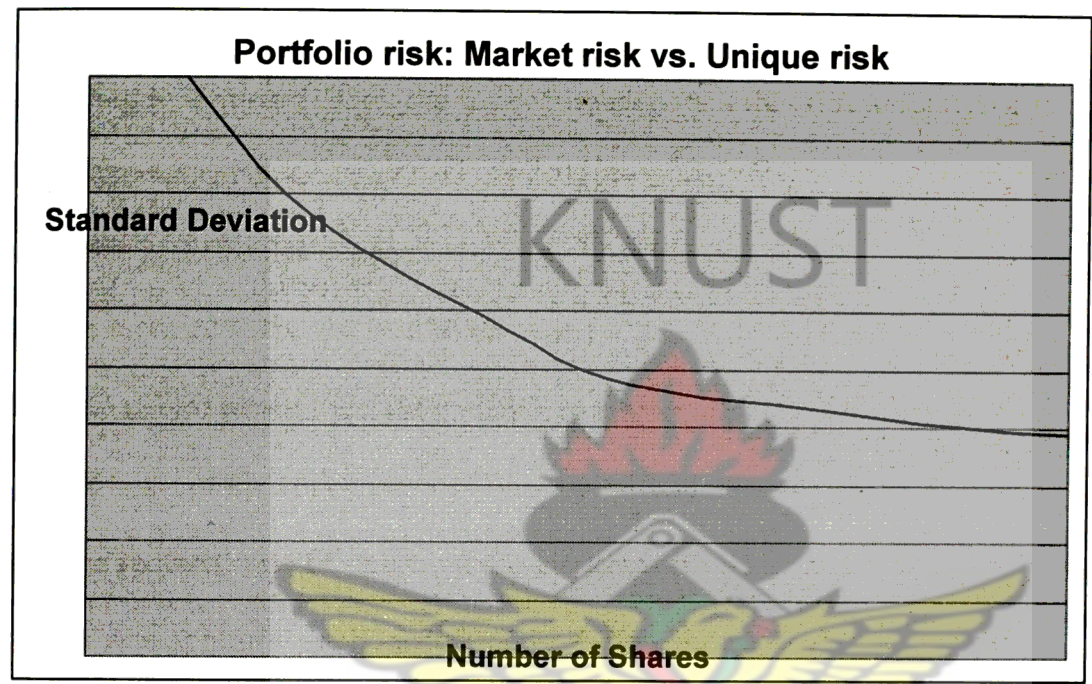 Portfolio risk: Market risk vs. Unique risk
Standard Deviation
KNUST
Number of Shares